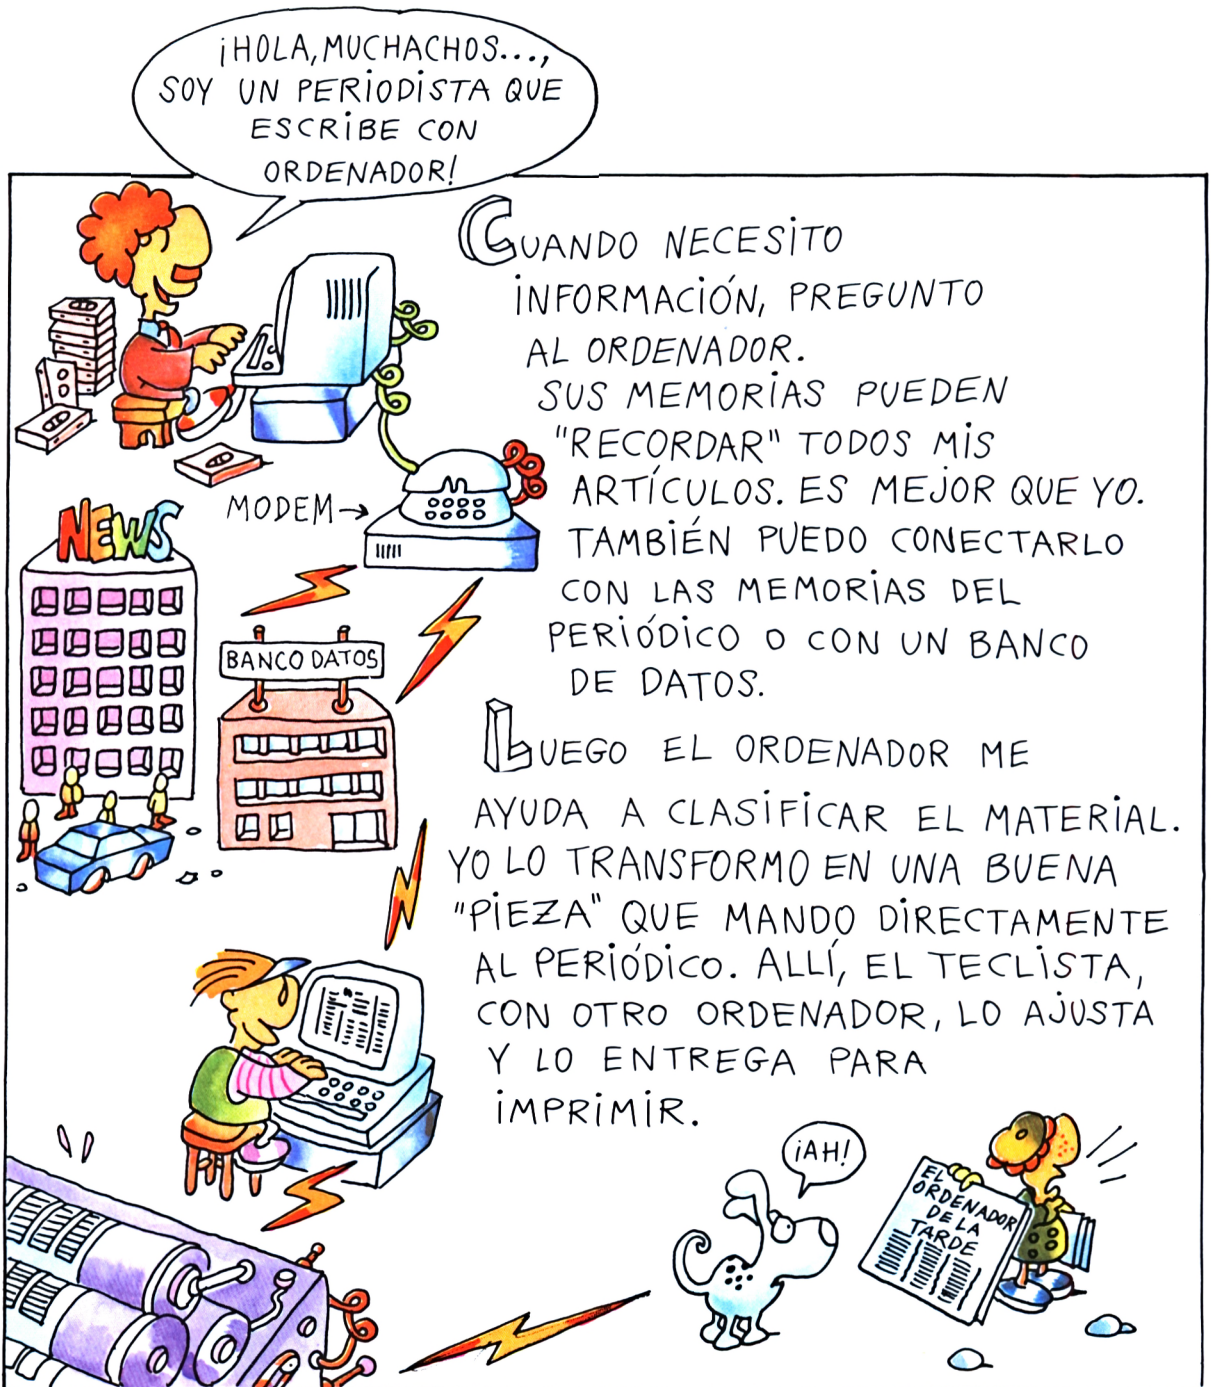 ¡HOLA, MUCHACHOS...,
SOY UN PERIODISTA QUE
ESCRIBE CON
ORDENADOR!
CUANDO NECESITO
INFORMACIÓN, PREGUNTO
AL ORDENADOR.
SUS MEMORIAS PUEDEN
"RECORDAR" TODOS MIS
ARTÍCULOS. ES MEJOR QUE YO.
TAMBIÉN PUEDO CONECTARLO
CON LAS MEMORIAS DEL
PERIÓDICO O CON UN BANCO
DE DATOS.
MODEM→
NEWS
BANCO DATOS
LUEGO EL ORDENADOR ME
AYUDA A CLASIFICAR EL MATERIAL.
YO LO TRANSFORMO EN UNA BUENA
"PIEZA" QUE MANDO DIRECTAMENTE
AL PERIÓDICO. ALLÍ, EL TECLISTA,
CON OTRO ORDENADOR, LO AJUSTA
Y LO ENTREGA PARA
IMPRIMIR.
¡AH!
EL
ORDENADOR
DE LA
TARDE